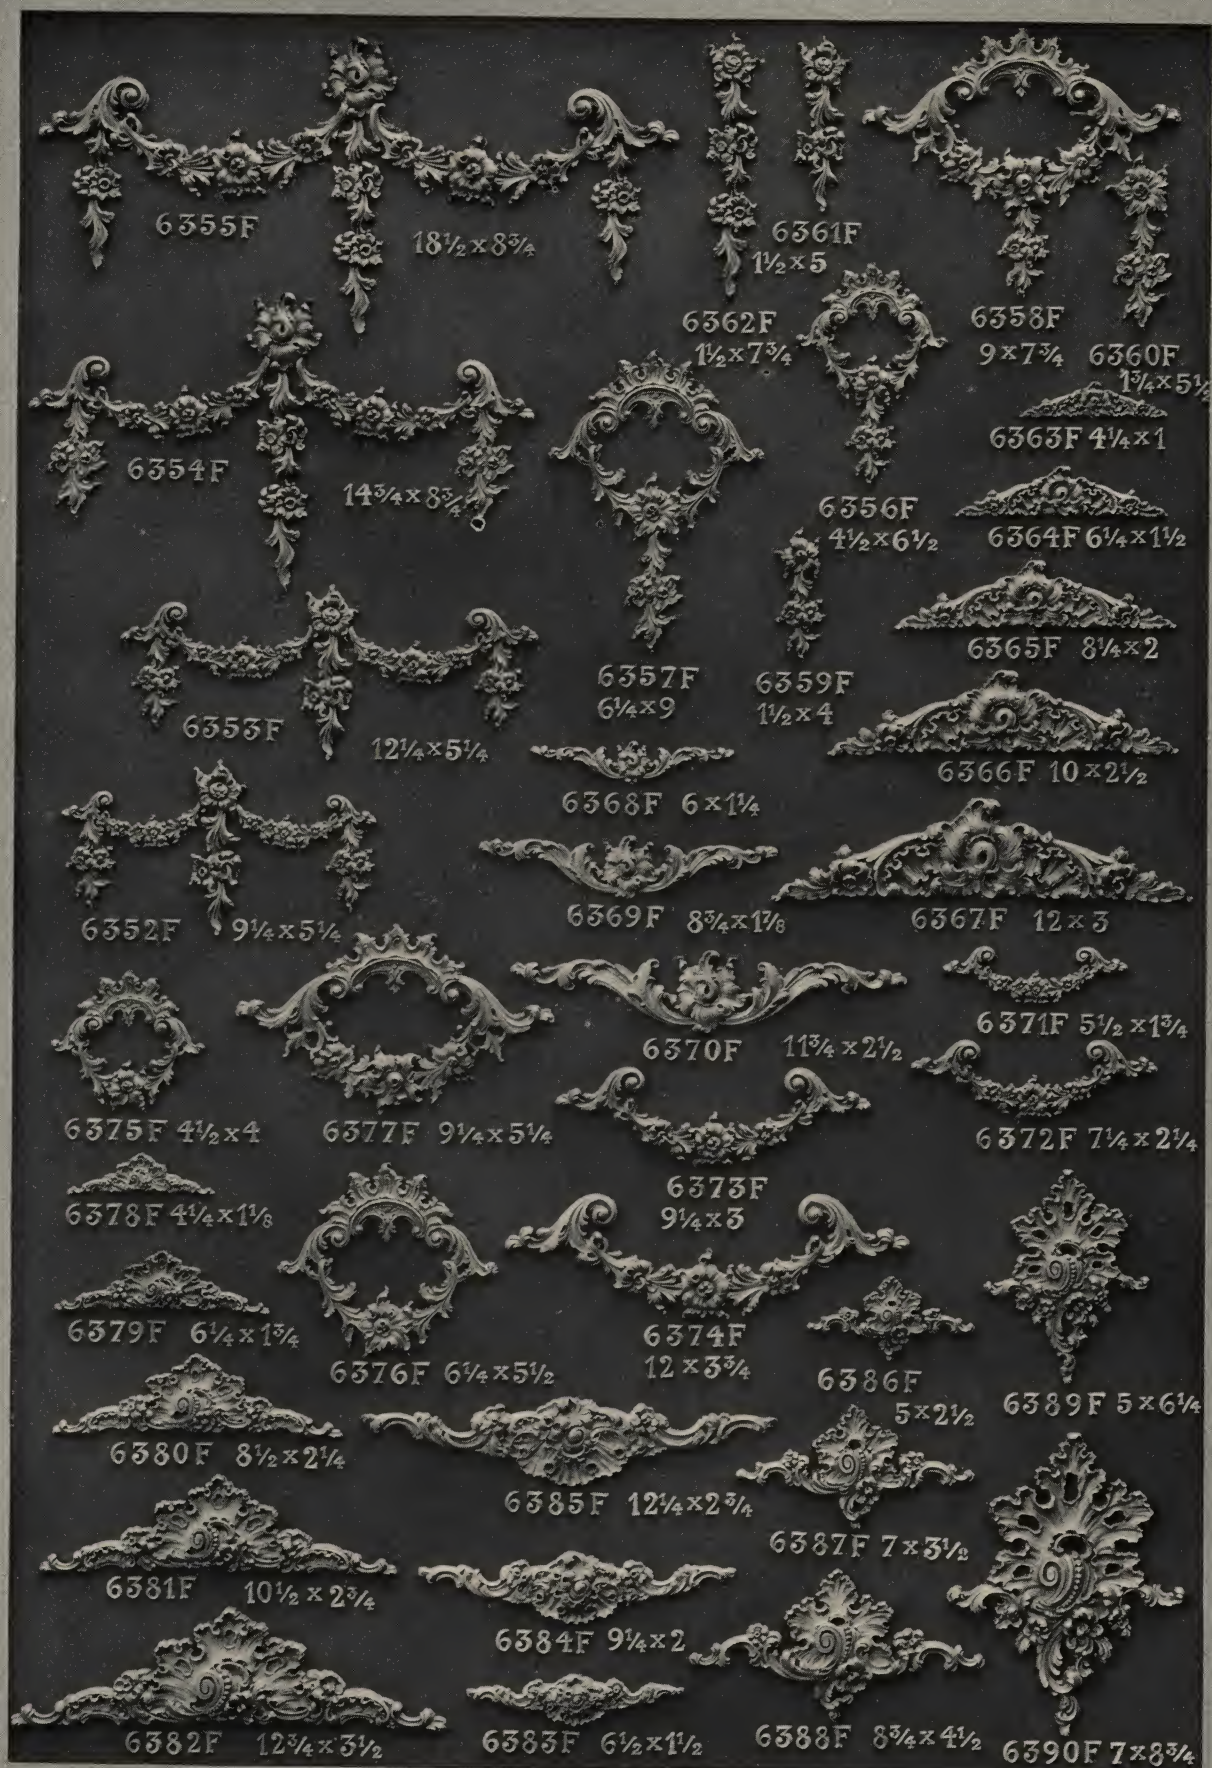 6355F
18½ x 8¾
6361F
1½ x 5
6362F
1½ x 7¾
6358F
9 x 7¾
6360F
1¾ x 5½
6363F 4¼ x 1
6354F
14¾ x 8¾
6356F
4½ x 6½
6364F 6¼ x 1½
6365F 8¼ x 2
6357F
6¼ x 9
6359F
1½ x 4
6353F
12¼ x 5¼
6366F 10 x 2½
6368F 6 x 1¼
6352F 9¼ x 5¼
6369F 8¾ x 1⅞
6367F 12 x 3
6370F 11¾ x 2½
6371F 5½ x 1¾
6375F 4½ x 4
6377F 9¼ x 5¼
6372F 7¼ x 2¼
6373F
9¼ x 3
6378F 4¼ x 1⅛
6379F 6¼ x 1¾
6376F 6¼ x 5½
6374F
12 x 3¾
6386F
5 x 2½
6389F 5 x 6¼
6380F 8½ x 2¼
6385F 12¼ x 2¾
6387F 7 x 3½
6381F 10½ x 2¾
6384F 9¼ x 2
6382F 12¾ x 3½
6383F 6½ x 1½
6388F 8¾ x 4½
6390F 7 x 8¾